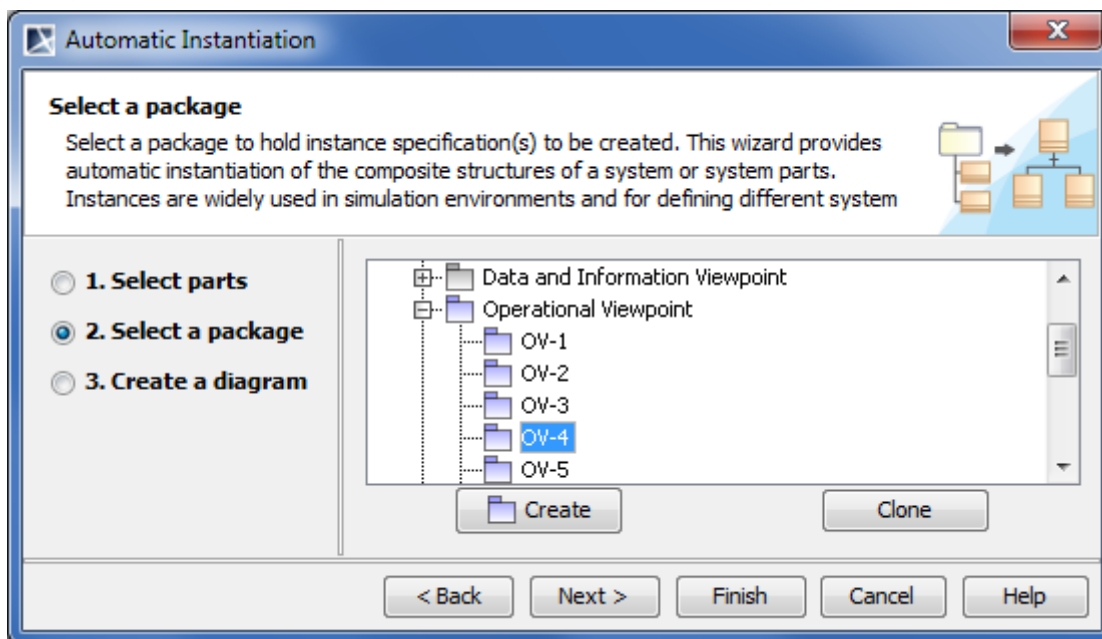 Automatic Instantiation
Select a package
Select a package to hold instance specification(s) to be created. This wizard provides
automatic instantiation of the composite structures of a system or system parts.
Instances are widely used in simulation environments and for defining different system
1. Select parts
2. Select a package
3. Create a diagram
Data and Information Viewpoint
Operational Viewpoint
OV-1
OV-2
OV-3
OV-4
OV-5
Create
Clone
< Back
Next >
Finish
Cancel
Help